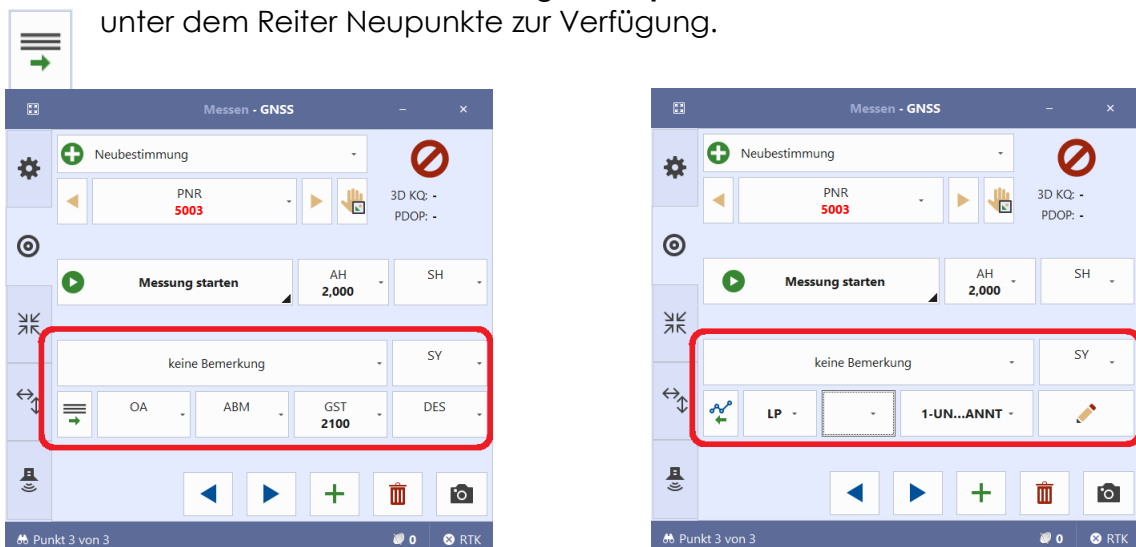 unter dem Reiter Neupunkte zur Verfügung.
Messen - GNSS
Neubestimmung
PNR
5003
3D KQ: -
PDOP: -
Messung starten
AH
2,000
SH
keine Bemerkung
SY
OA
ABM
GST
2100
DES
Punkt 3 von 3
0
RTK
Messen - GNSS
Neubestimmung
PNR
5003
3D KQ: -
PDOP: -
Messung starten
AH
2,000
SH
keine Bemerkung
SY
LP
1-UN...ANNT
Punkt 3 von 3
0
RTK